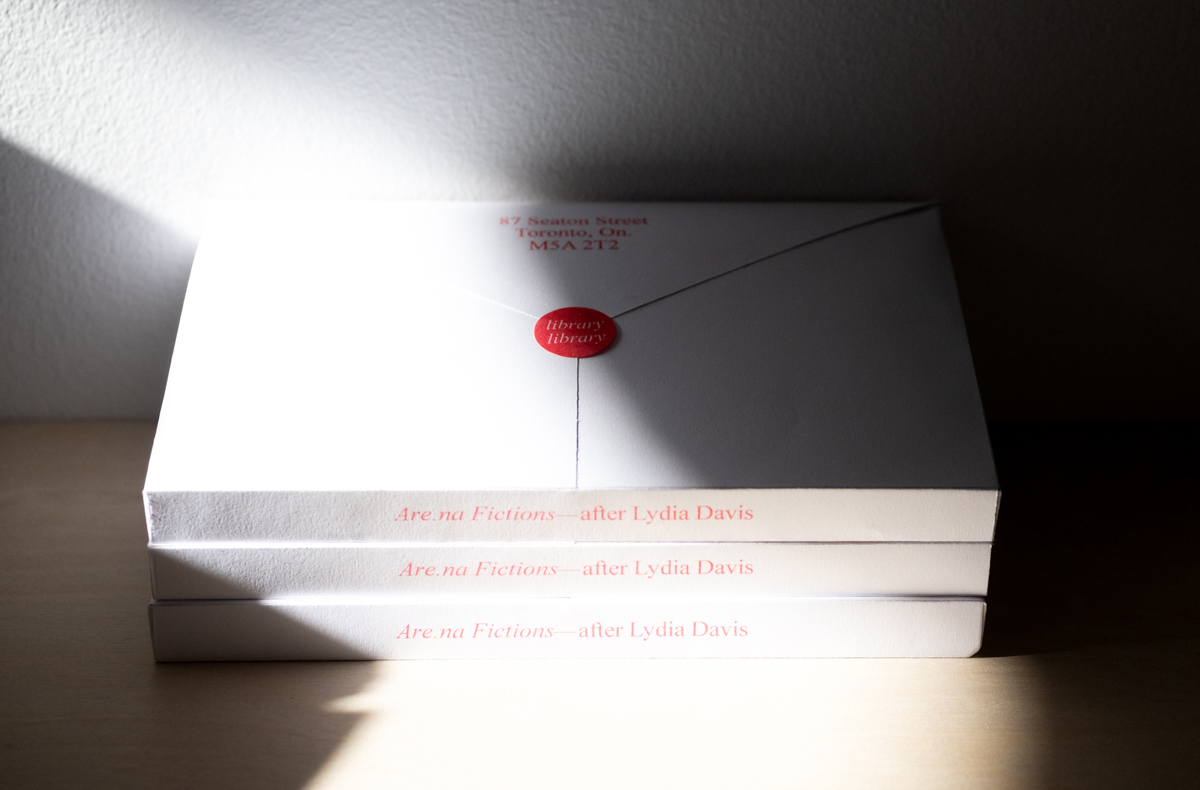 87 Seaton Street
Toronto, On.
M5A 2T2
library
library
Are.na Fictions—after Lydia Davis
Are.na Fictions—after Lydia Davis
Are.na Fictions—after Lydia Davis